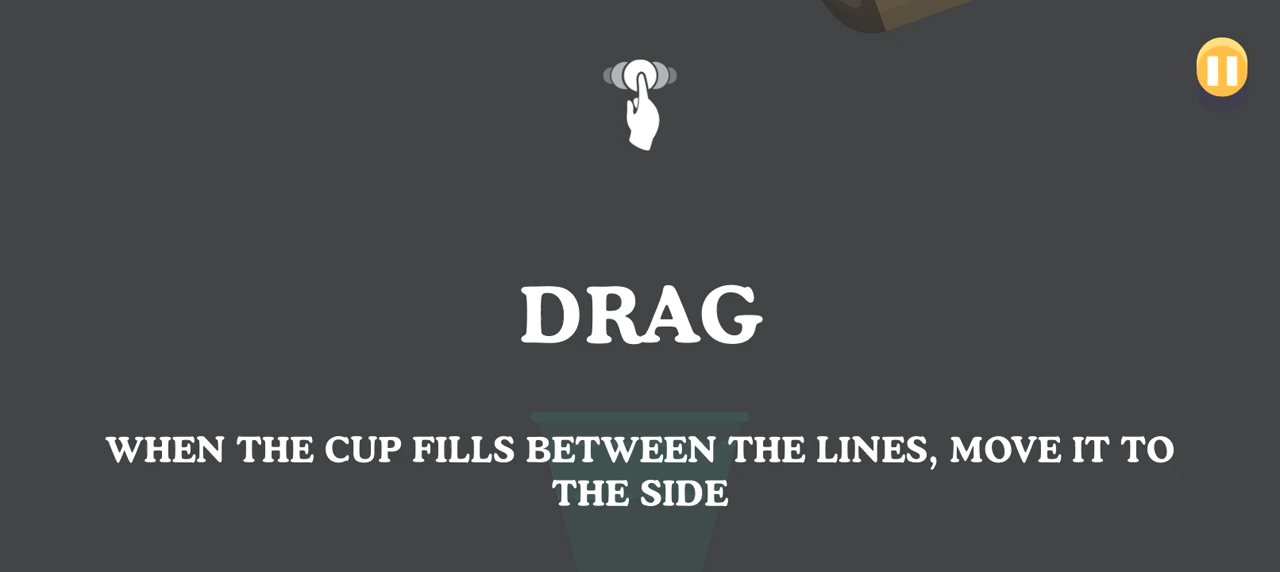 DRAG
WHEN THE CUP FILLS BETWEEN THE LINES, MOVE IT TO
THE SIDE